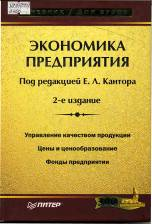 ЭКОНОМИКА
ПРЕДПРИЯТИЯ
Под редакцией Е. Л. Кантора
2-е издание
Управление качеством продукции
Цены и ценообразование
Фонды предприятия
ПИТЕР